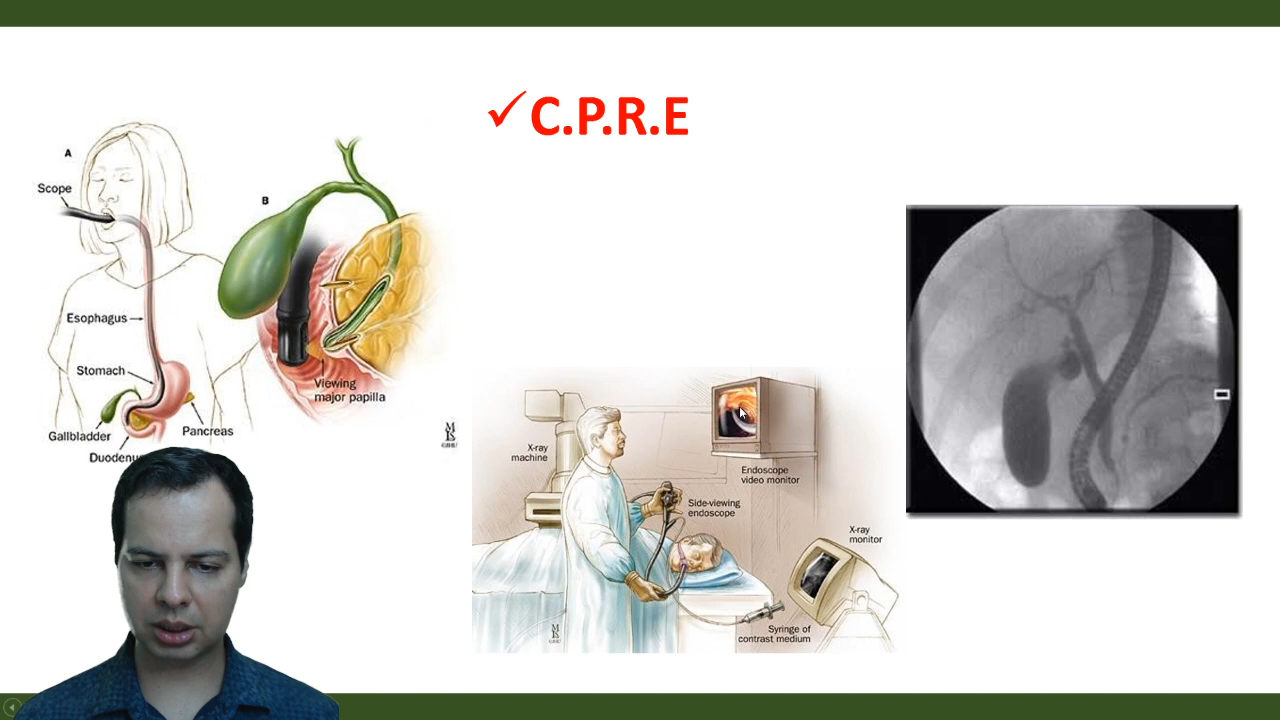 C.P.R.E
A
Scope
Esophagus
Stomach
Gallbladder
Pancreas
B
Viewing
major papilla
X-ray
machine
Endoscope
video monitor
Side-viewing
endoscope
X-ray
monitor
Syringe of
contrast medium